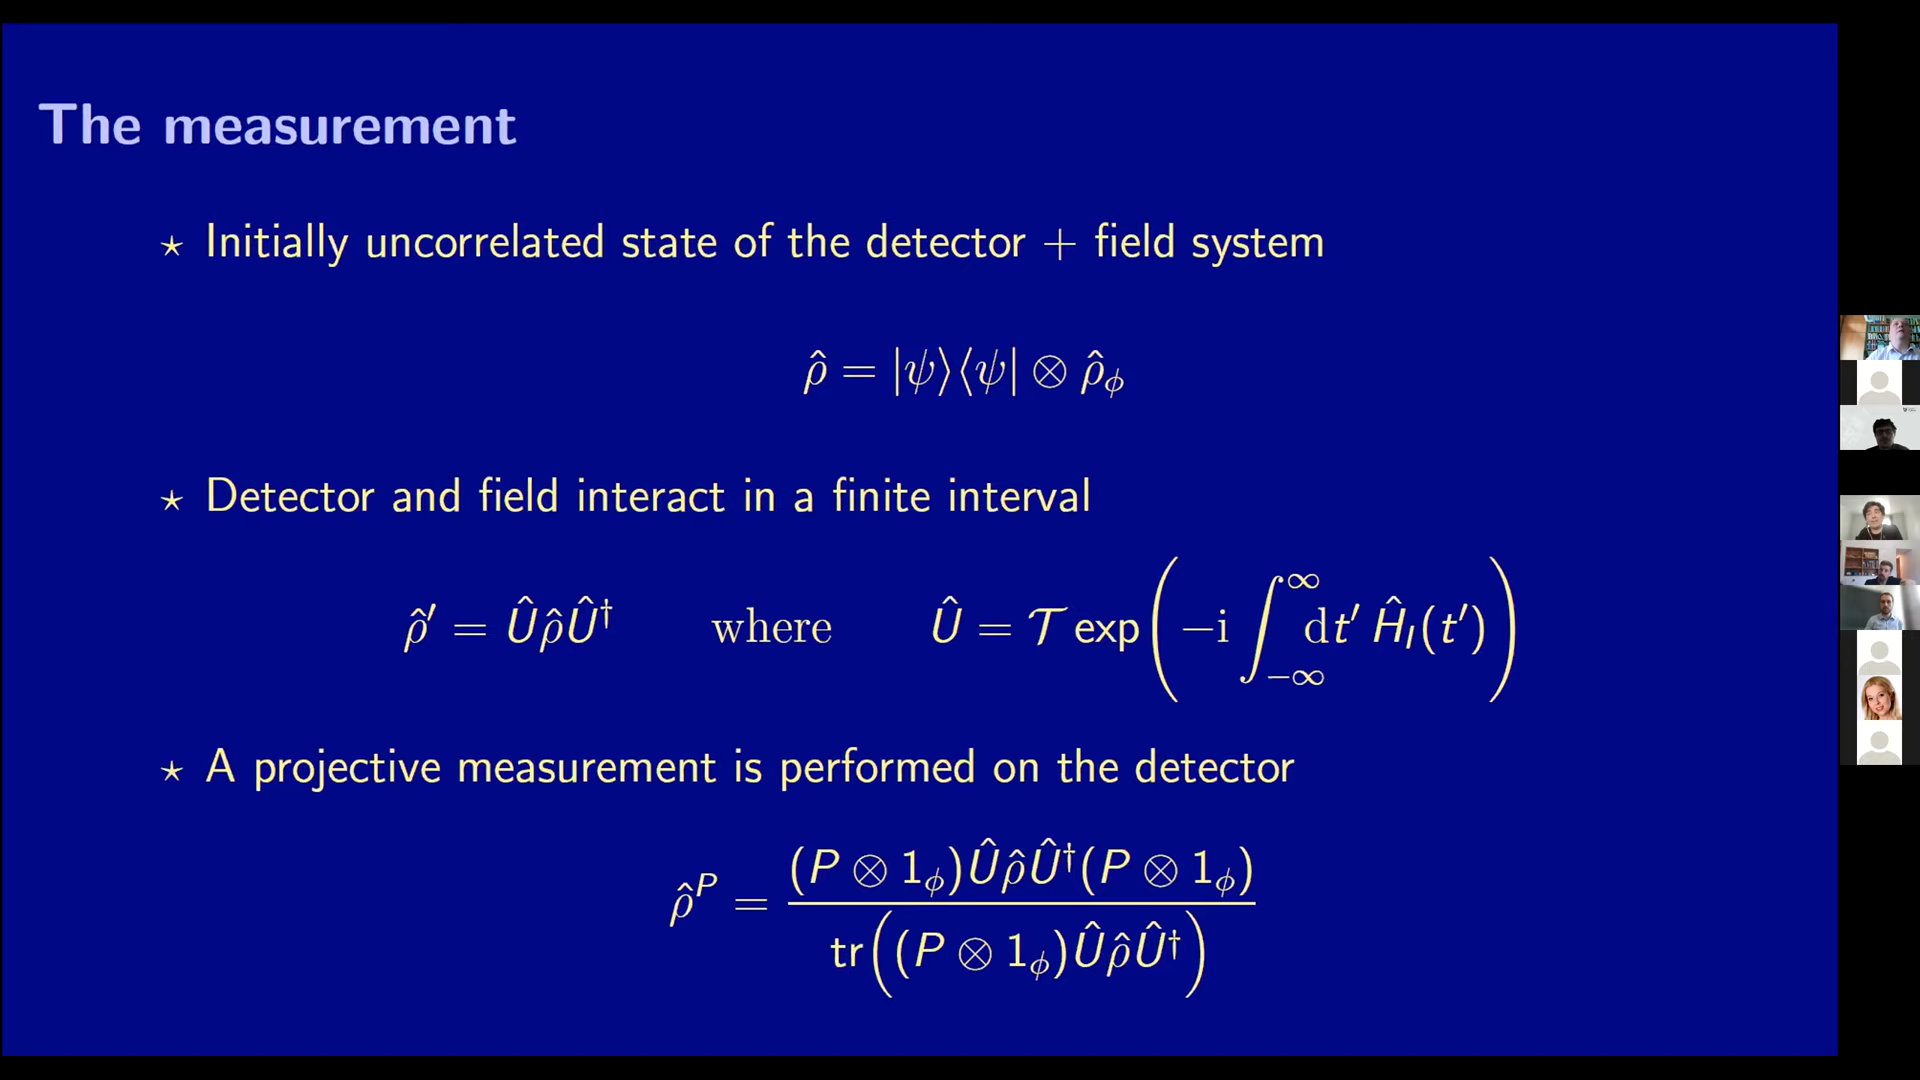 The measurement
⋆ Initially uncorrelated state of the detector + field system
ρ̂ = |ψ⟩⟨ψ| ⊗ ρ̂_ϕ
⋆ Detector and field interact in a finite interval
ρ̂′ = Ûρ̂Û† where Û = 𝒯 exp(−i ∫_{−∞}^{∞} dt′ Ĥ_I(t′))
⋆ A projective measurement is performed on the detector
ρ̂^P = (P ⊗ 1_ϕ)Ûρ̂Û†(P ⊗ 1_ϕ) / tr((P ⊗ 1_ϕ)Ûρ̂Û†)